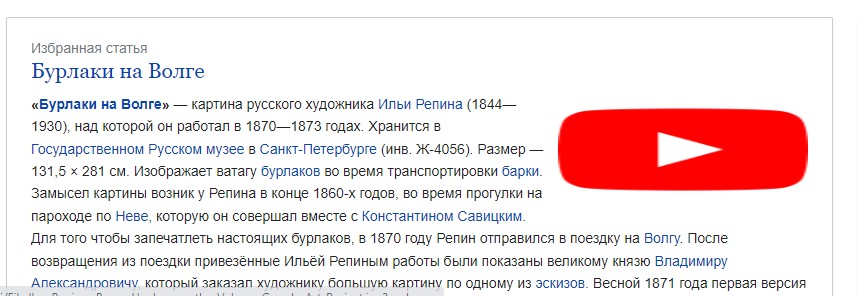 Избранная статья
Бурлаки на Волге
«Бурлаки на Волге» — картина русского художника Ильи Репина (1844—
1930), над которой он работал в 1870—1873 годах. Хранится в
Государственном Русском музее в Санкт-Петербурге (инв. Ж-4056). Размер —
131,5 × 281 см. Изображает ватагу бурлаков во время транспортировки барки.
Замысел картины возник у Репина в конце 1860-х годов, во время прогулки на
пароходе по Неве, которую он совершал вместе с Константином Савицким.
Для того чтобы запечатлеть настоящих бурлаков, в 1870 году Репин отправился в поездку на Волгу. После
возвращения из поездки привезённые Ильёй Репиным работы были показаны великому князю Владимиру
Александровичу, который заказал художнику большую картину по одному из эскизов. Весной 1871 года первая версия